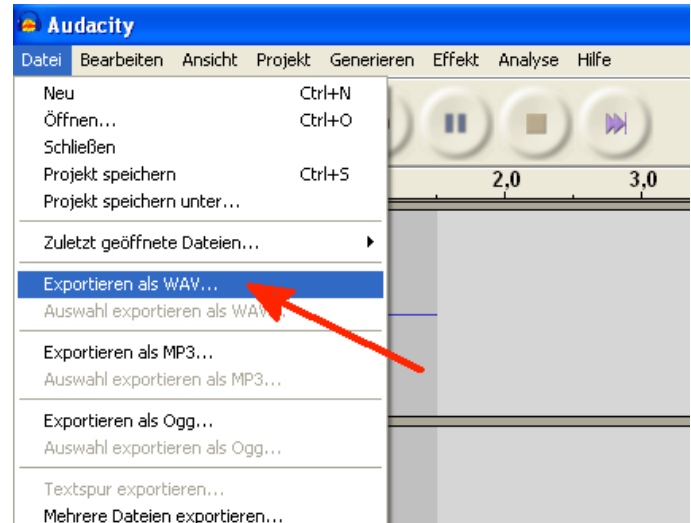 Audacity
Datei Bearbeiten Ansicht Projekt Generieren Effekt Analyse Hilfe
Neu Ctrl+N
Öffnen... Ctrl+O
Schließen
Projekt speichern Ctrl+S
Projekt speichern unter...
2,0 3,0
Zuletzt geöffnete Dateien...
Exportieren als WAV...
Auswahl exportieren als WAV...
Exportieren als MP3...
Auswahl exportieren als MP3...
Exportieren als Ogg...
Auswahl exportieren als Ogg...
Textspur exportieren...
Mehrere Dateien exportieren...